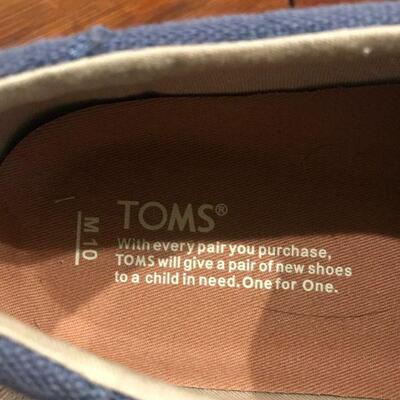 TOMS®
With every pair you purchase,
TOMS will give a pair of new shoes
to a child in need. One for One.
M 10